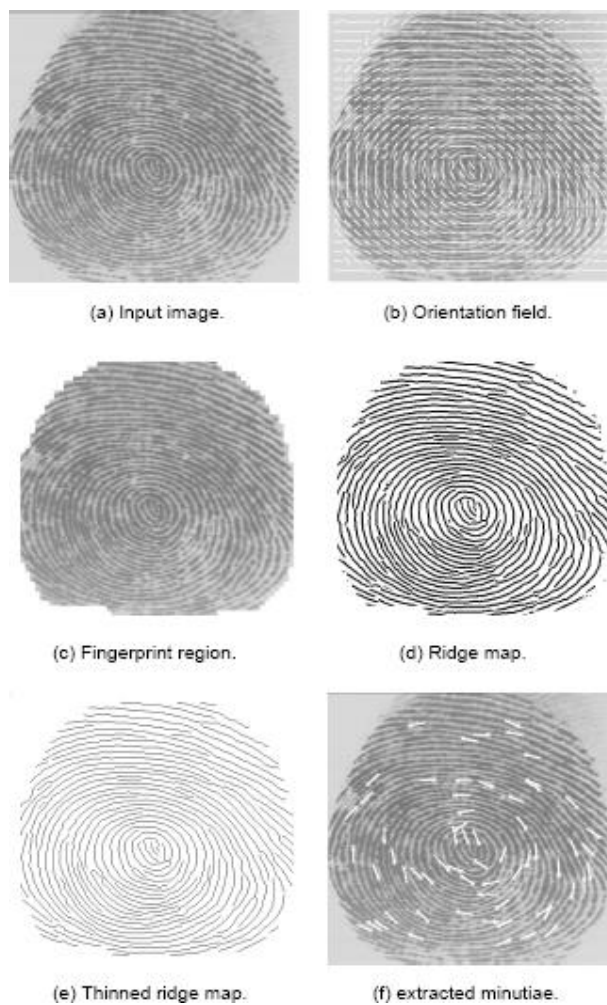 (a) Input image.
(b) Orientation field.
(c) Fingerprint region.
(d) Ridge map.
(e) Thinned ridge map.
(f) extracted minutiae.